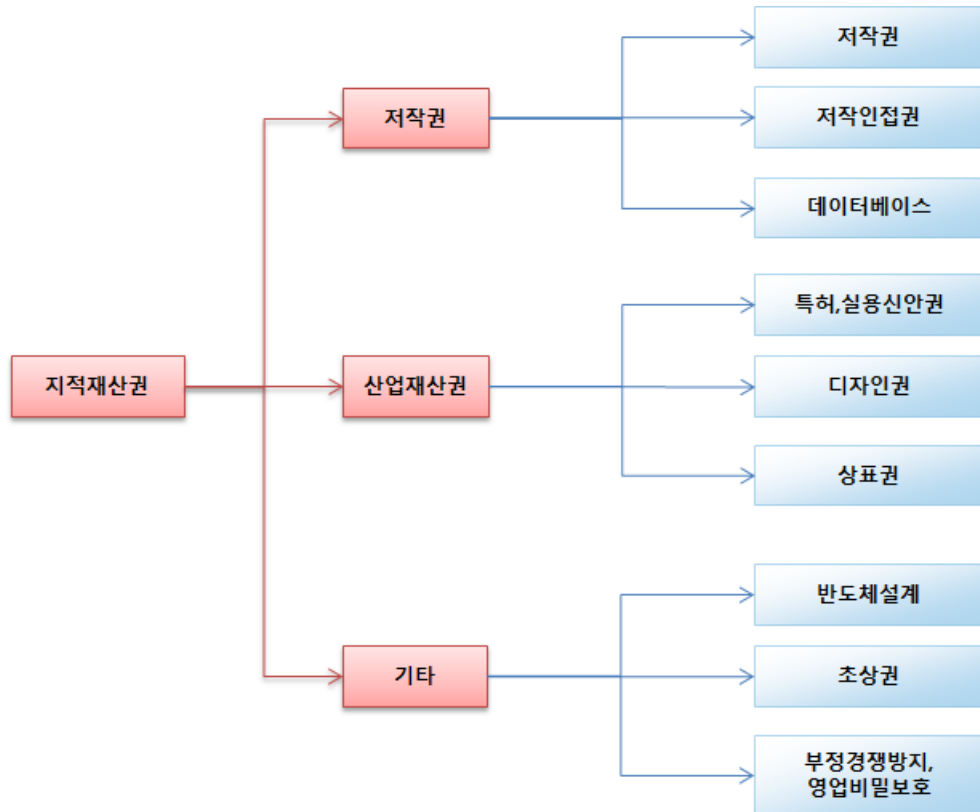 지적재산권
저작권
저작권
저작인접권
데이터베이스
산업재산권
특허,실용신안권
디자인권
상표권
기타
반도체설계
초상권
부정경쟁방지,
영업비밀보호